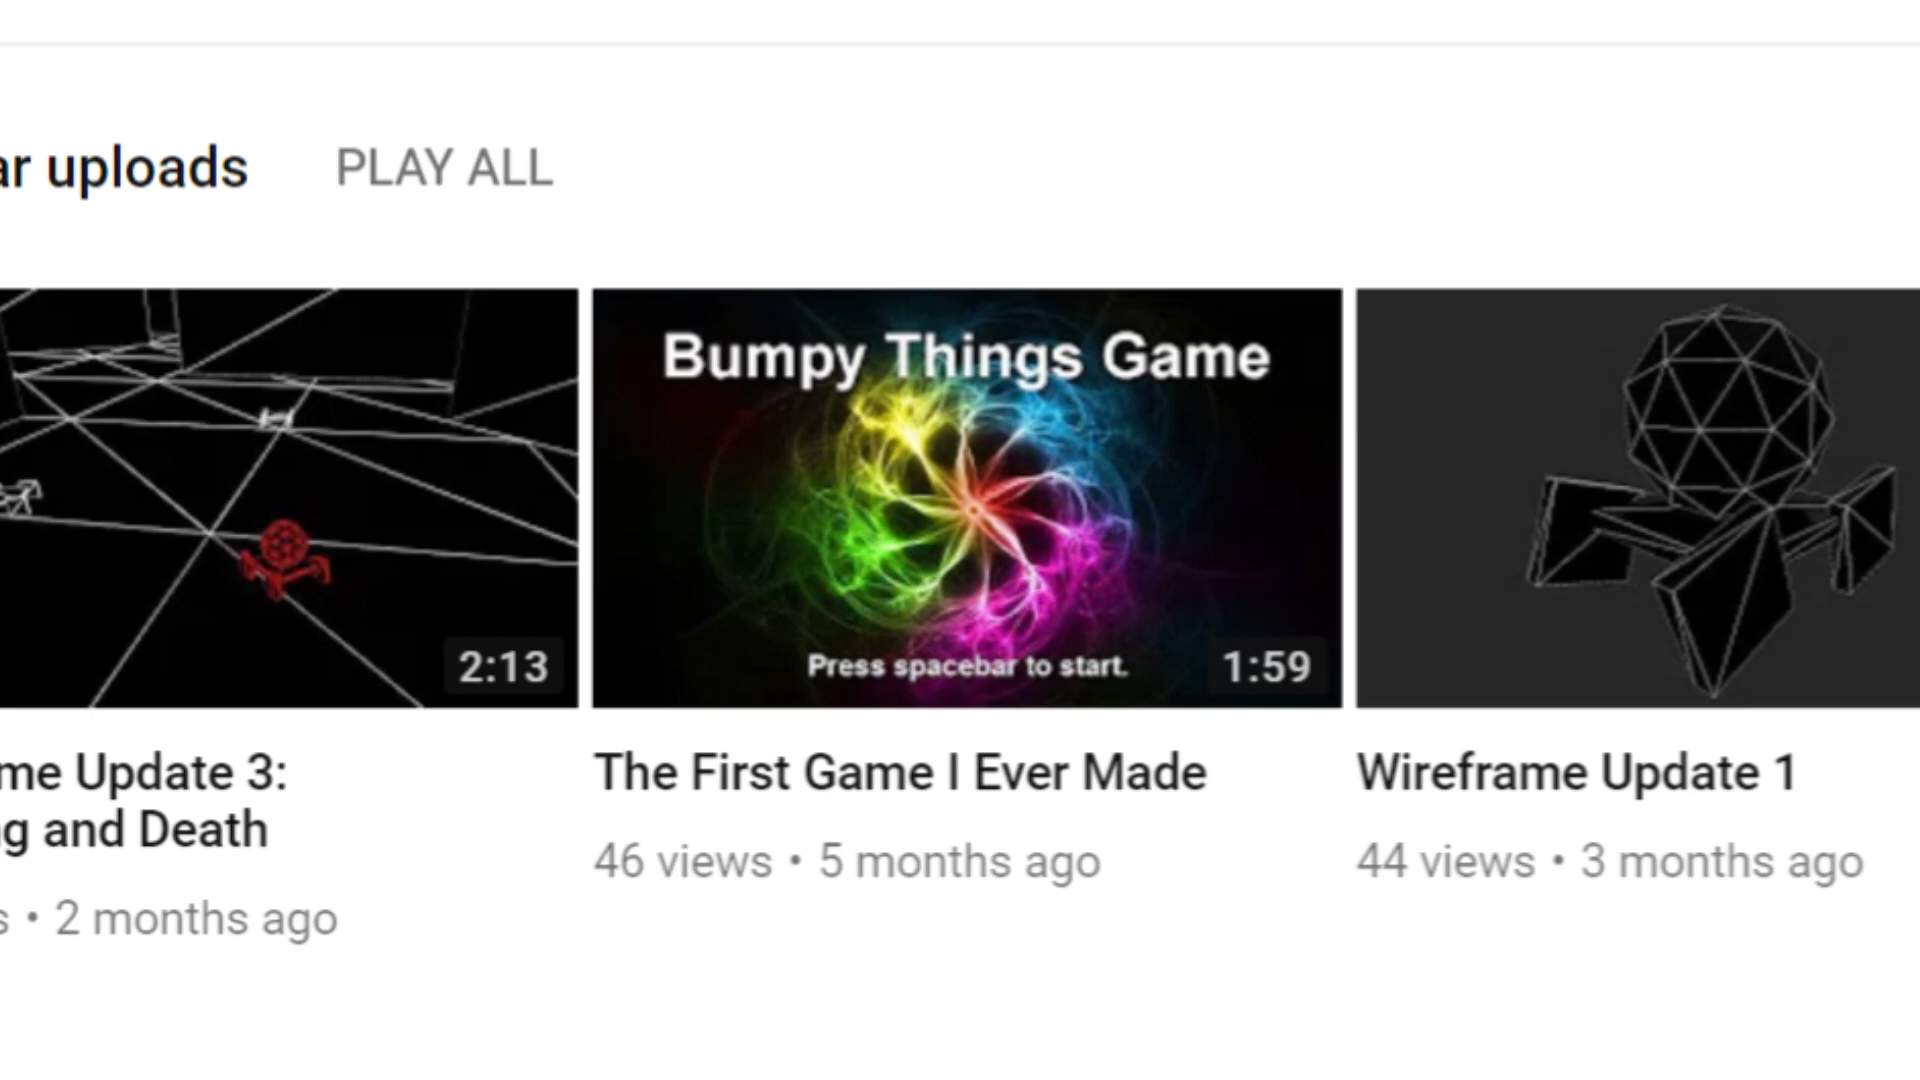 ar uploads PLAY ALL
Bumpy Things Game
Press spacebar to start.
2:13
1:59
me Update 3:
ng and Death
s • 2 months ago
The First Game I Ever Made
46 views • 5 months ago
Wireframe Update 1
44 views • 3 months ago